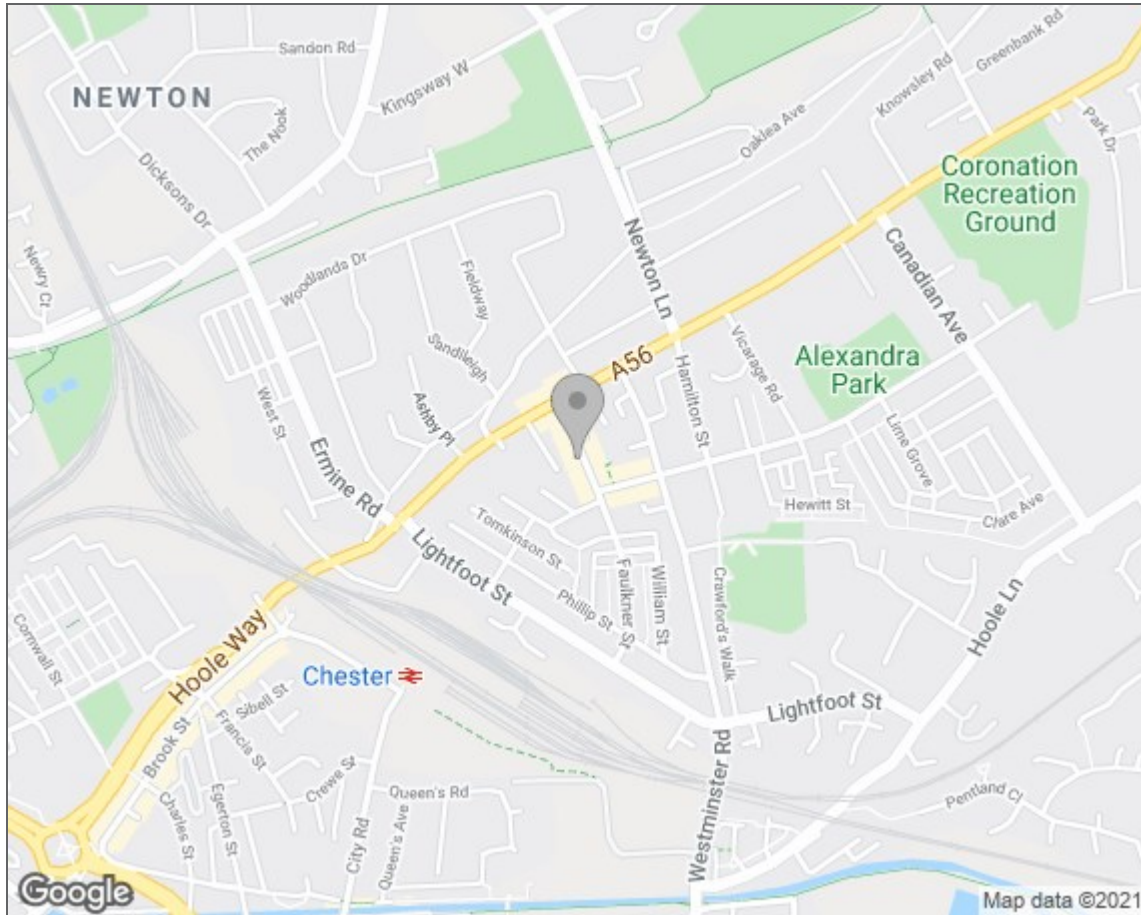 Sandon Rd
Greenbank Rd
NEWTON
Kingsway W
Knowsley Rd
The Nook
Oaklea Ave
Park Dr
Dicksons Dr
Coronation
Recreation
Ground
Newry Cr
Woodlands Dr
Fieldway
Newton Ln
Canadian Ave
Sandileigh
A56
Vicarage Rd
Alexandra
Park
Hamilton St
West St
Ashby Pl
Ermine Rd
Lime Grove
Hewitt St
Clare Ave
Tomkinson St
Lightfoot St
Faulkner St
William St
Phillip St
Crawford's Walk
Hoole Ln
Cornwall St
Hoole Way
Chester
Sibell St
Lightfoot St
Brook St
Francis St
Crewe St
Westminster Rd
Pentland Cl
Queen's Rd
Charles St
Egerton St
City Rd
Queen's Ave
Google
Map data ©2021